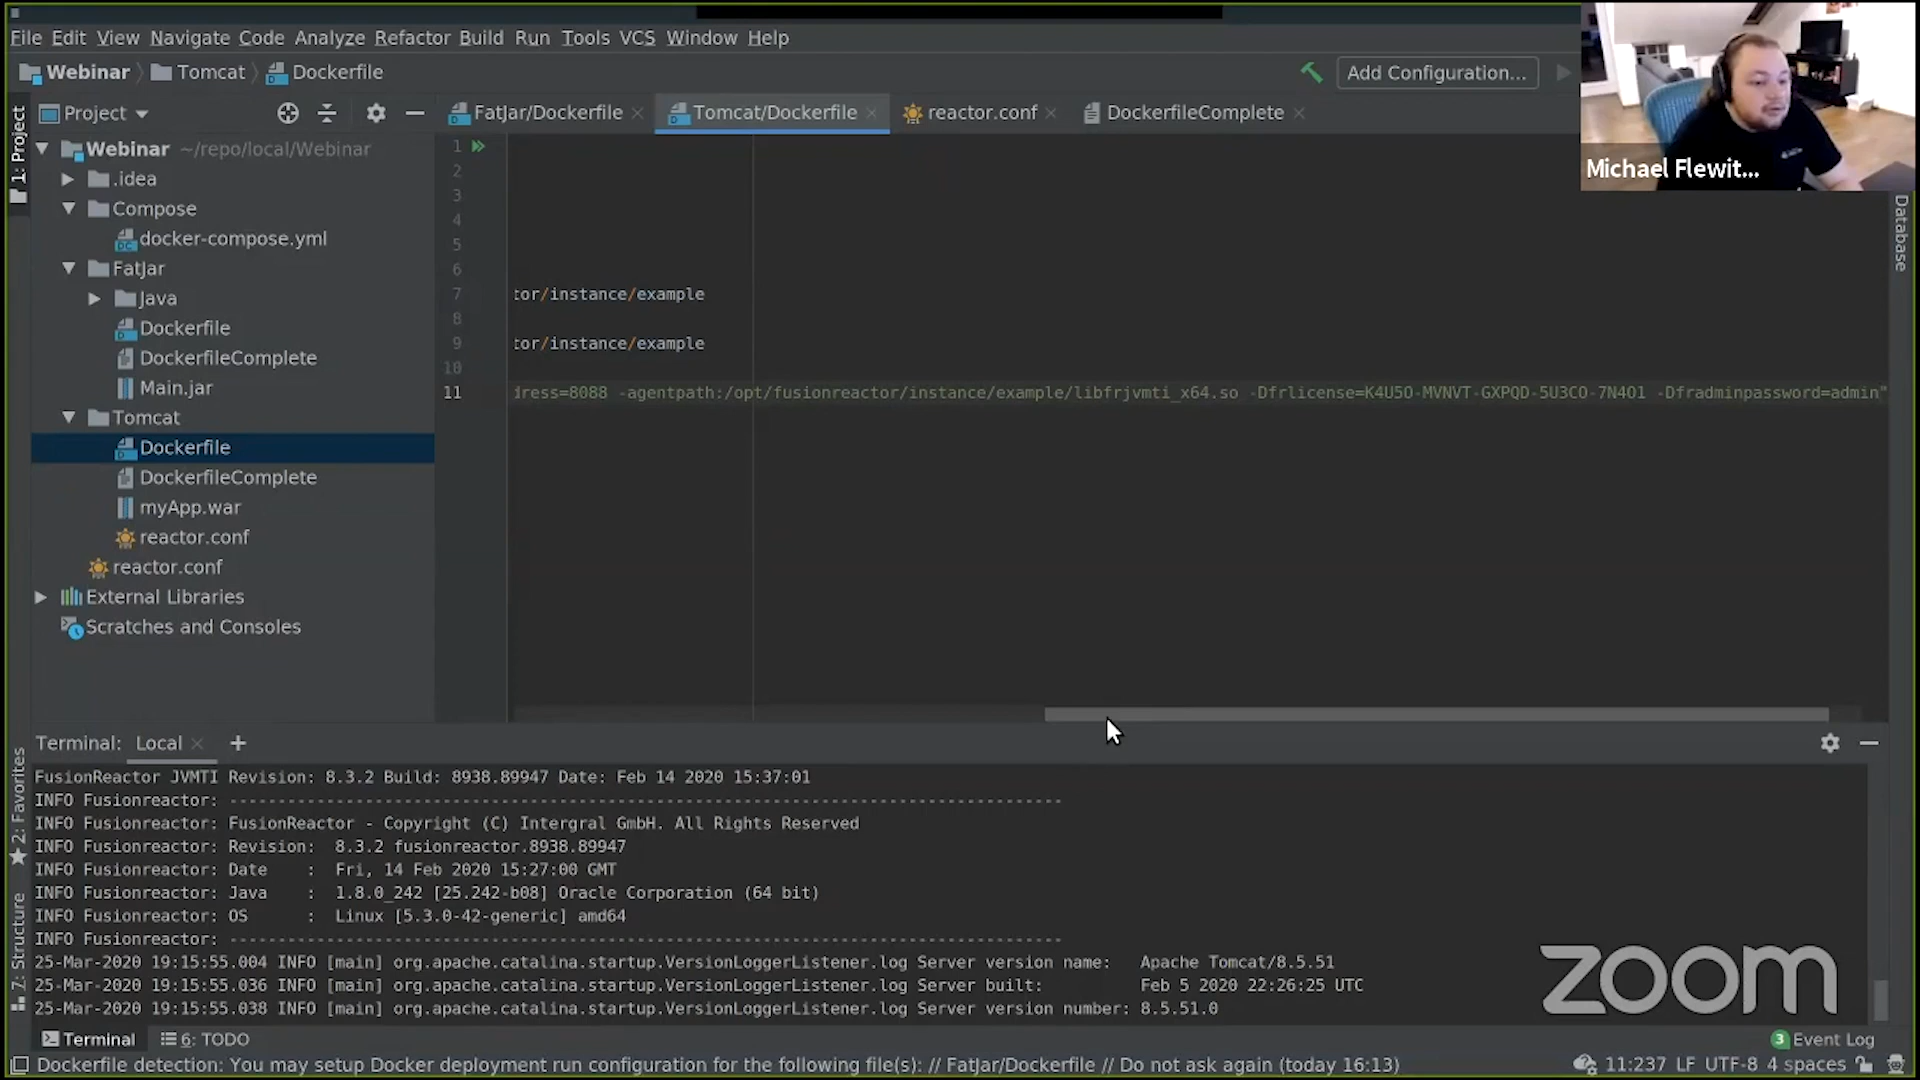 File Edit View Navigate Code Analyze Refactor Build Run Tools VCS Window Help
Webinar Tomcat Dockerfile
Add Configuration...
Michael Flewit...
1: Project
Project
FatJar/Dockerfile
Tomcat/Dockerfile
reactor.conf
DockerfileComplete
Webinar ~/repo/local/Webinar
.idea
Compose
docker-compose.yml
FatJar
Java
Dockerfile
DockerfileComplete
Main.jar
Tomcat
Dockerfile
DockerfileComplete
myApp.war
reactor.conf
reactor.conf
External Libraries
Scratches and Consoles
1
2
3
4
5
6
7 tor/instance/example
8
9 tor/instance/example
10
11 dress=8088 -agentpath:/opt/fusionreactor/instance/example/libfrjvmti_x64.so -Dfrlicense=K4U5O-MVNVT-GXPQD-5U3CO-7N4O1 -Dfradminpassword=admin"
Database
Terminal: Local
2: Favorites
7: Structure
FusionReactor JVMTI Revision: 8.3.2 Build: 8938.89947 Date: Feb 14 2020 15:37:01
INFO Fusionreactor: -----------------------------------------------------------------------------------
INFO Fusionreactor: FusionReactor - Copyright (C) Intergral GmbH. All Rights Reserved
INFO Fusionreactor: Revision: 8.3.2 fusionreactor.8938.89947
INFO Fusionreactor: Date : Fri, 14 Feb 2020 15:27:00 GMT
INFO Fusionreactor: Java : 1.8.0_242 [25.242-b08] Oracle Corporation (64 bit)
INFO Fusionreactor: OS : Linux [5.3.0-42-generic] amd64
INFO Fusionreactor: -----------------------------------------------------------------------------------
25-Mar-2020 19:15:55.004 INFO [main] org.apache.catalina.startup.VersionLoggerListener.log Server version name: Apache Tomcat/8.5.51
25-Mar-2020 19:15:55.036 INFO [main] org.apache.catalina.startup.VersionLoggerListener.log Server built: Feb 5 2020 22:26:25 UTC
25-Mar-2020 19:15:55.038 INFO [main] org.apache.catalina.startup.VersionLoggerListener.log Server version number: 8.5.51.0
zoom
Terminal 6: TODO
3 Event Log
Dockerfile detection: You may setup Docker deployment run configuration for the following file(s): // FatJar/Dockerfile // Do not ask again (today 16:13)
11:237 LF UTF-8 4 spaces